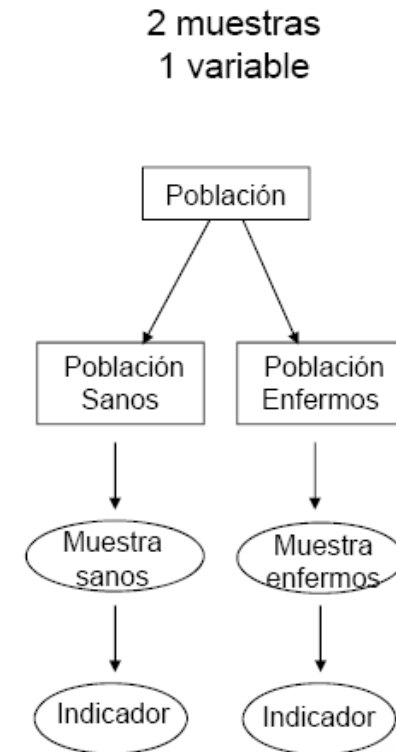 2 muestras
1 variable
Población
Población
Sanos
Población
Enfermos
Muestra
sanos
Muestra
enfermos
Indicador
Indicador